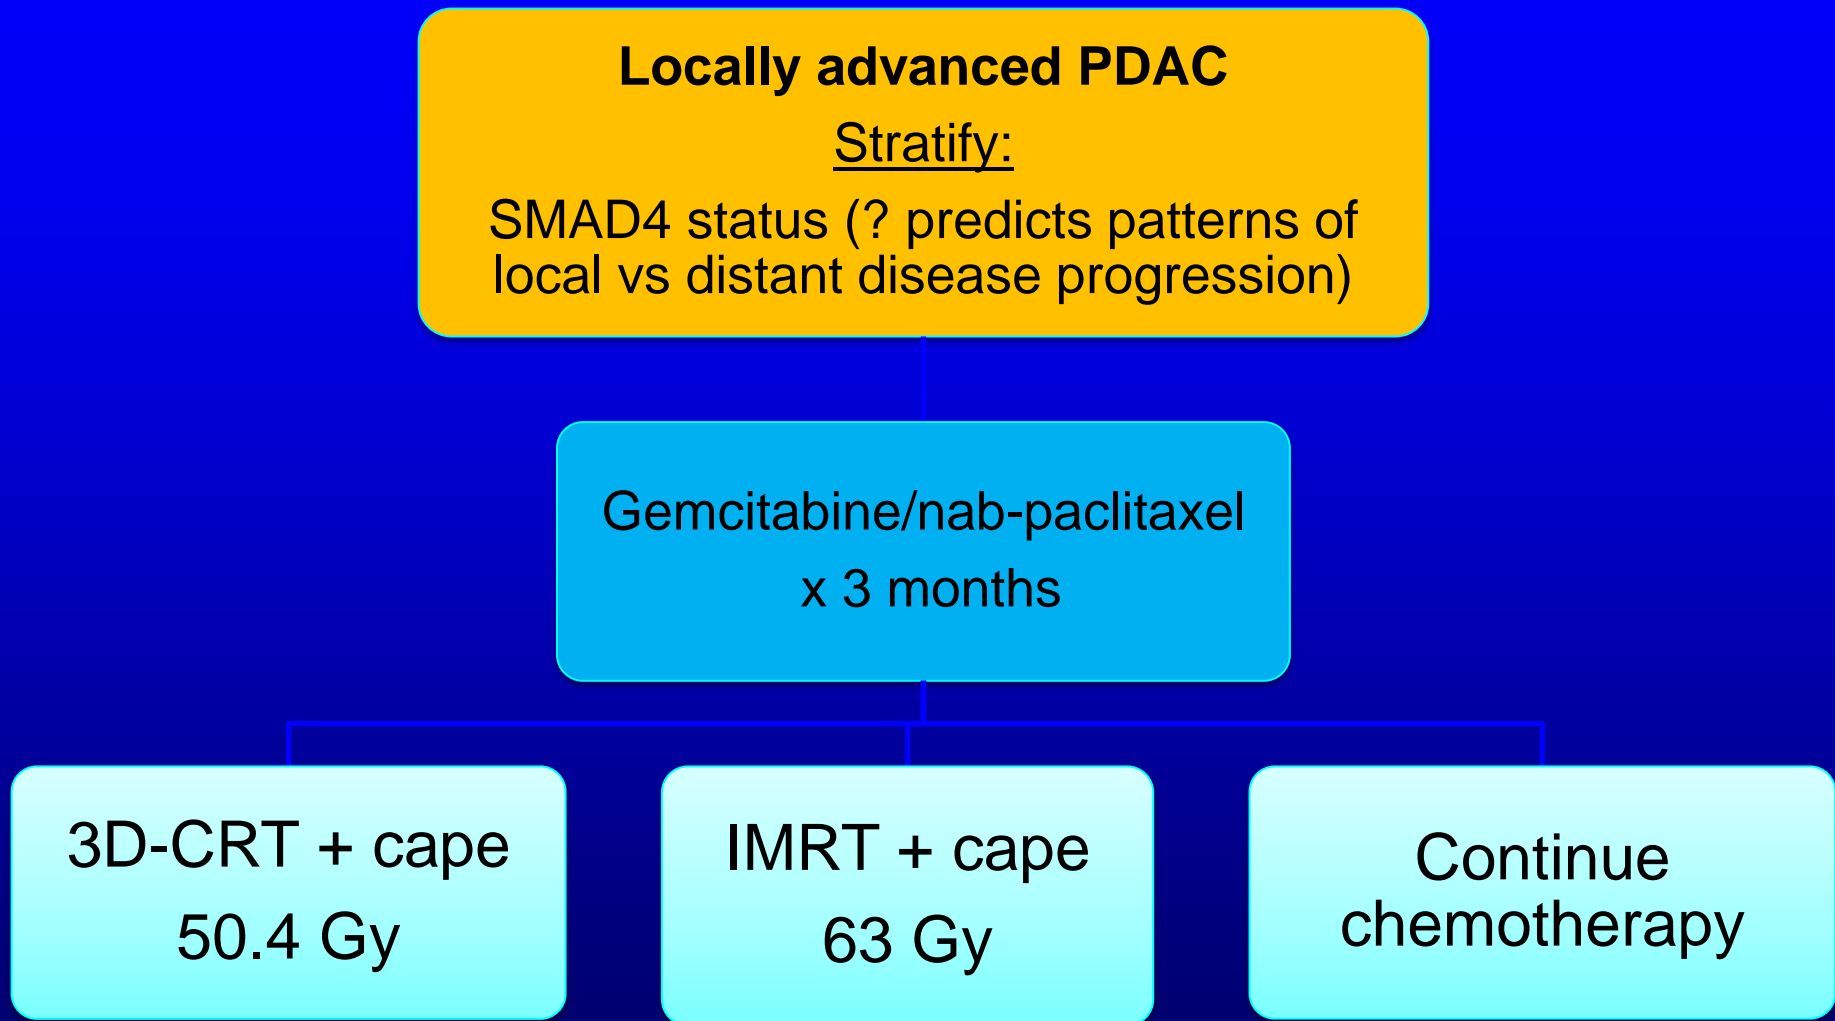 Locally advanced PDAC
Stratify:
SMAD4 status (? predicts patterns of
local vs distant disease progression)
Gemcitabine/nab-paclitaxel
x 3 months
3D-CRT + cape
50.4 Gy
IMRT + cape
63 Gy
Continue
chemotherapy